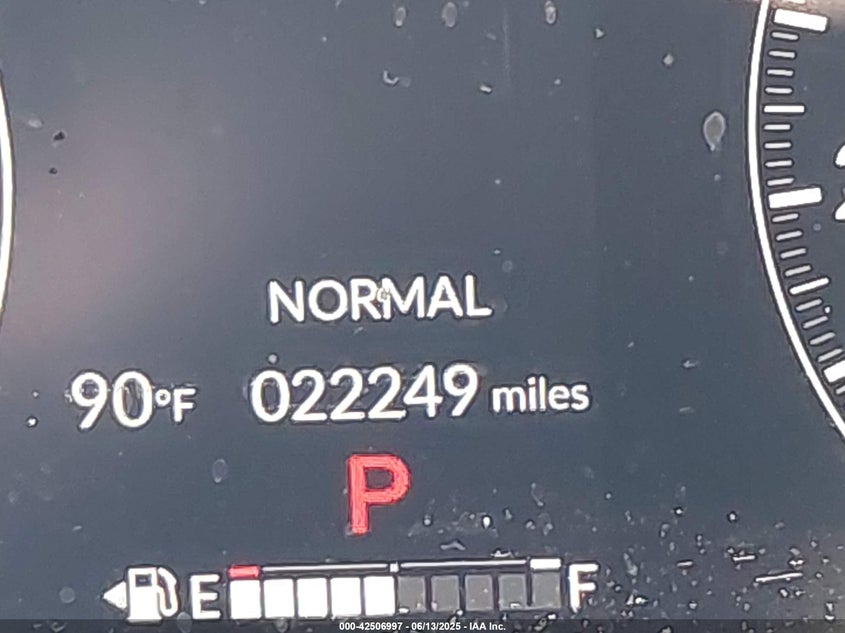 NORMAL
90°F 022249 miles
P
E F
000-42506997 - 06/13/2025 - IAA Inc.